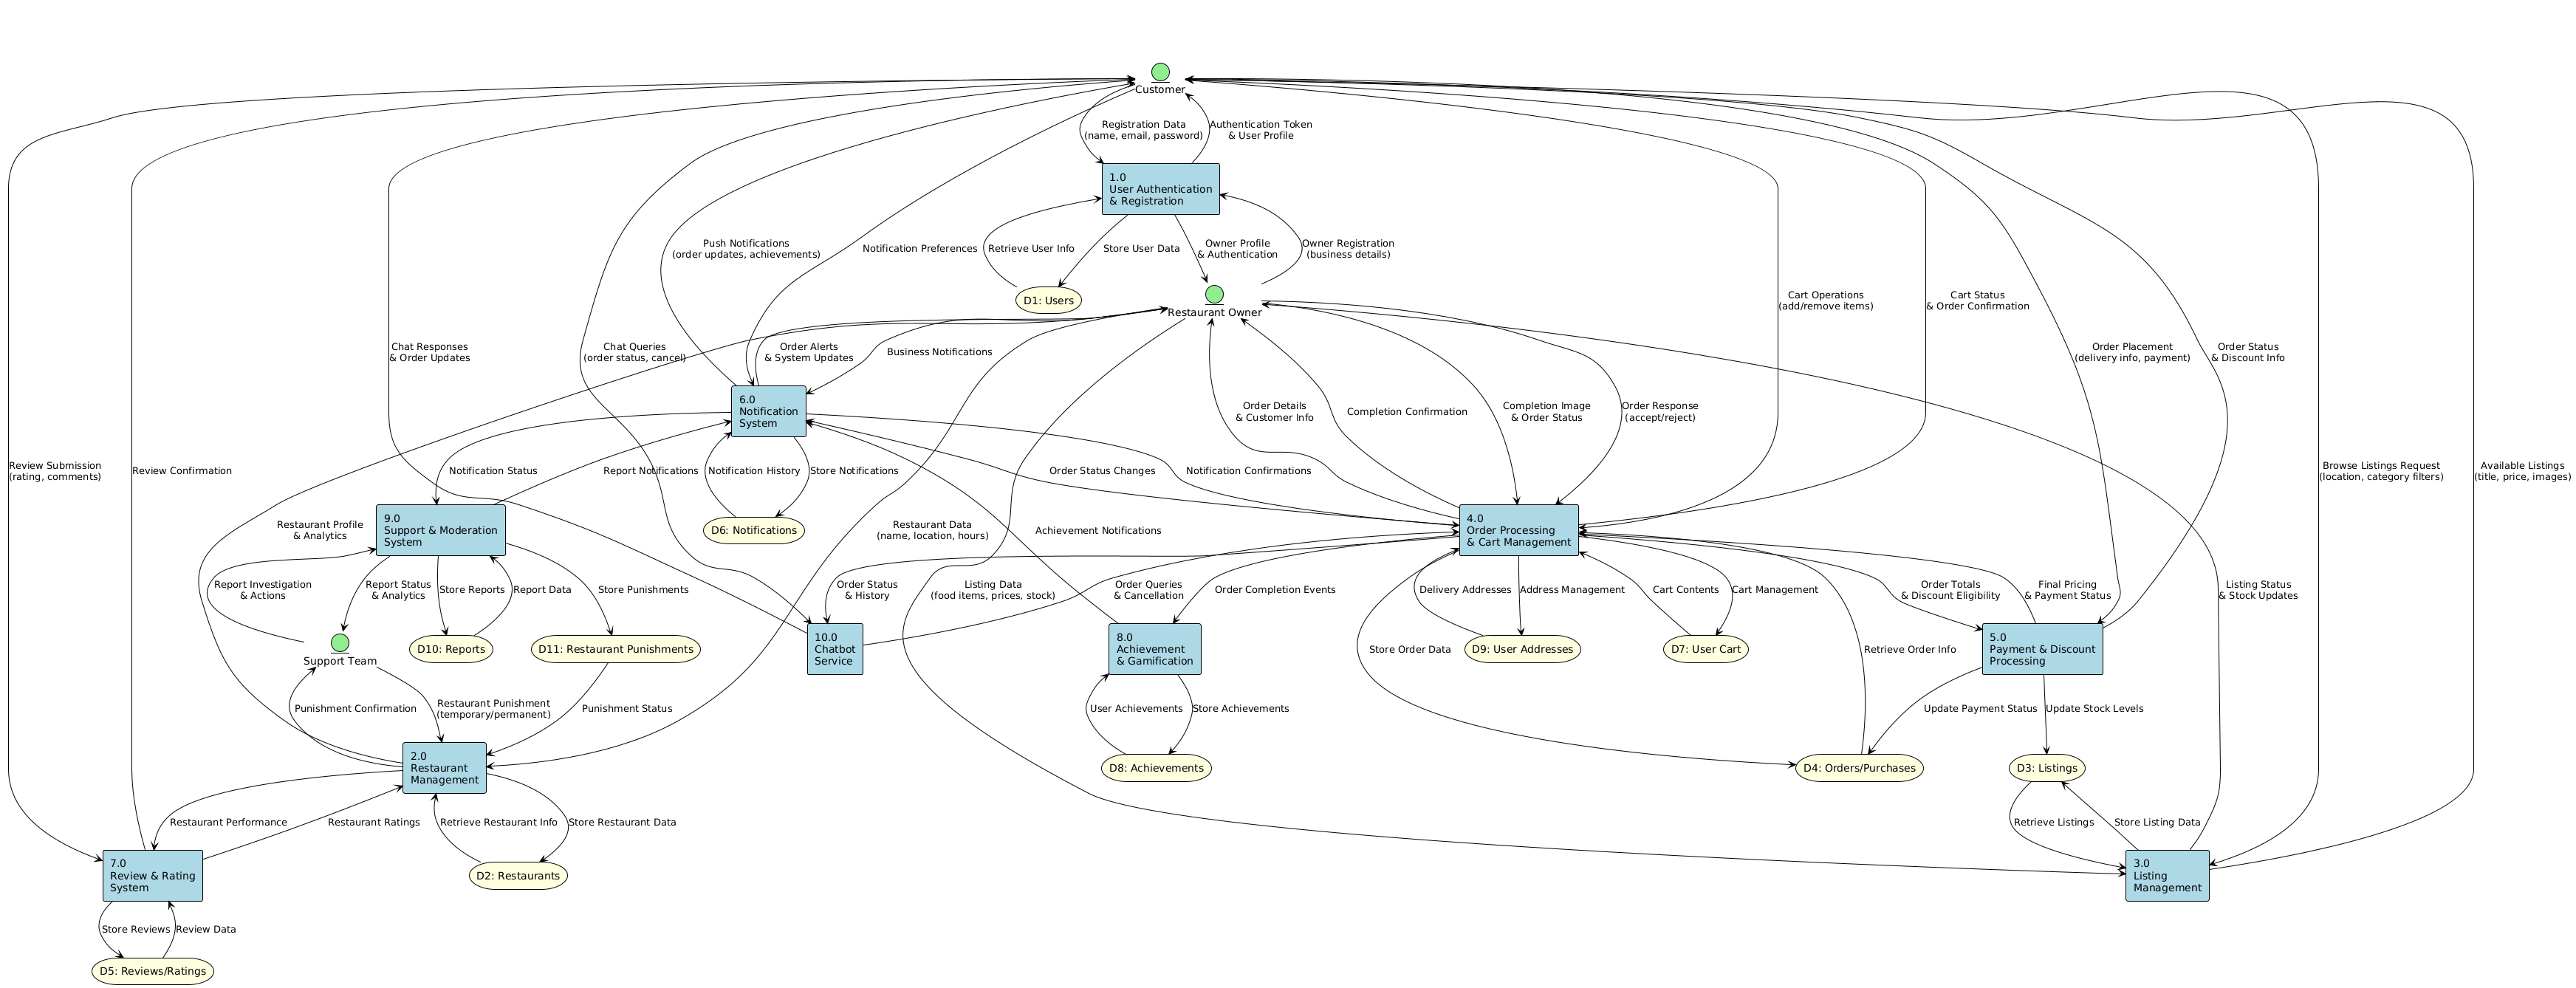 Customer
Registration Data
(name, email, password)
Authentication Token
& User Profile
1.0
User Authentication
& Registration
Push Notifications
(order updates, achievements)
Notification Preferences
Retrieve User Info
Store User Data
Owner Profile
& Authentication
Owner Registration
(business details)
D1: Users
Restaurant Owner
Cart Operations
(add/remove items)
Cart Status
& Order Confirmation
Chat Responses
& Order Updates
Chat Queries
(order status, cancel)
Order Alerts
& System Updates
Business Notifications
Order Placement
(delivery info, payment)
Order Status
& Discount Info
6.0
Notification
System
Order Details
& Customer Info
Completion Confirmation
Completion Image
& Order Status
Order Response
(accept/reject)
Review Submission
(rating, comments)
Review Confirmation
Notification Status
Report Notifications
Notification History
Store Notifications
Order Status Changes
Notification Confirmations
Browse Listings Request
(location, category filters)
Available Listings
(title, price, images)
9.0
Support & Moderation
System
Restaurant Profile
& Analytics
D6: Notifications
Restaurant Data
(name, location, hours)
Achievement Notifications
4.0
Order Processing
& Cart Management
Report Investigation
& Actions
Report Status
& Analytics
Store Reports
Report Data
Store Punishments
Order Status
& History
Listing Data
(food items, prices, stock)
Order Queries
& Cancellation
Order Completion Events
Delivery Addresses
Address Management
Cart Contents
Cart Management
Order Totals
& Discount Eligibility
Final Pricing
& Payment Status
Listing Status
& Stock Updates
Support Team
D10: Reports
D11: Restaurant Punishments
10.0
Chatbot
Service
8.0
Achievement
& Gamification
Store Order Data
D9: User Addresses
D7: User Cart
Retrieve Order Info
5.0
Payment & Discount
Processing
Punishment Confirmation
Restaurant Punishment
(temporary/permanent)
Punishment Status
User Achievements
Store Achievements
Update Payment Status
Update Stock Levels
2.0
Restaurant
Management
D8: Achievements
D4: Orders/Purchases
D3: Listings
Restaurant Performance
Restaurant Ratings
Retrieve Restaurant Info
Store Restaurant Data
Retrieve Listings
Store Listing Data
7.0
Review & Rating
System
D2: Restaurants
3.0
Listing
Management
Store Reviews
Review Data
D5: Reviews/Ratings